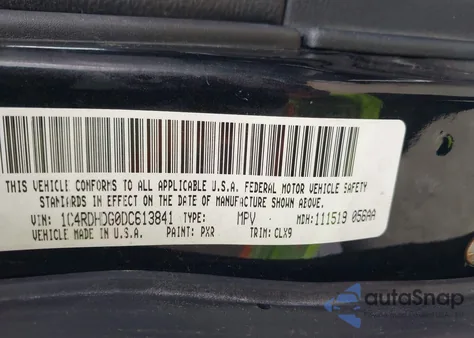 THIS VEHICLE CONFORMS TO ALL APPLICABLE U.S.A. FEDERAL MOTOR VEHICLE SAFETY
STANDARDS IN EFFECT ON THE DATE OF MANUFACTURE SHOWN ABOVE.
VIN: 1C4RDHDG0DC613841 TYPE: MPV MDH: 111519 056AA
VEHICLE MADE IN U.S.A. PAINT: PXR TRIM: CLX9
autoSnap